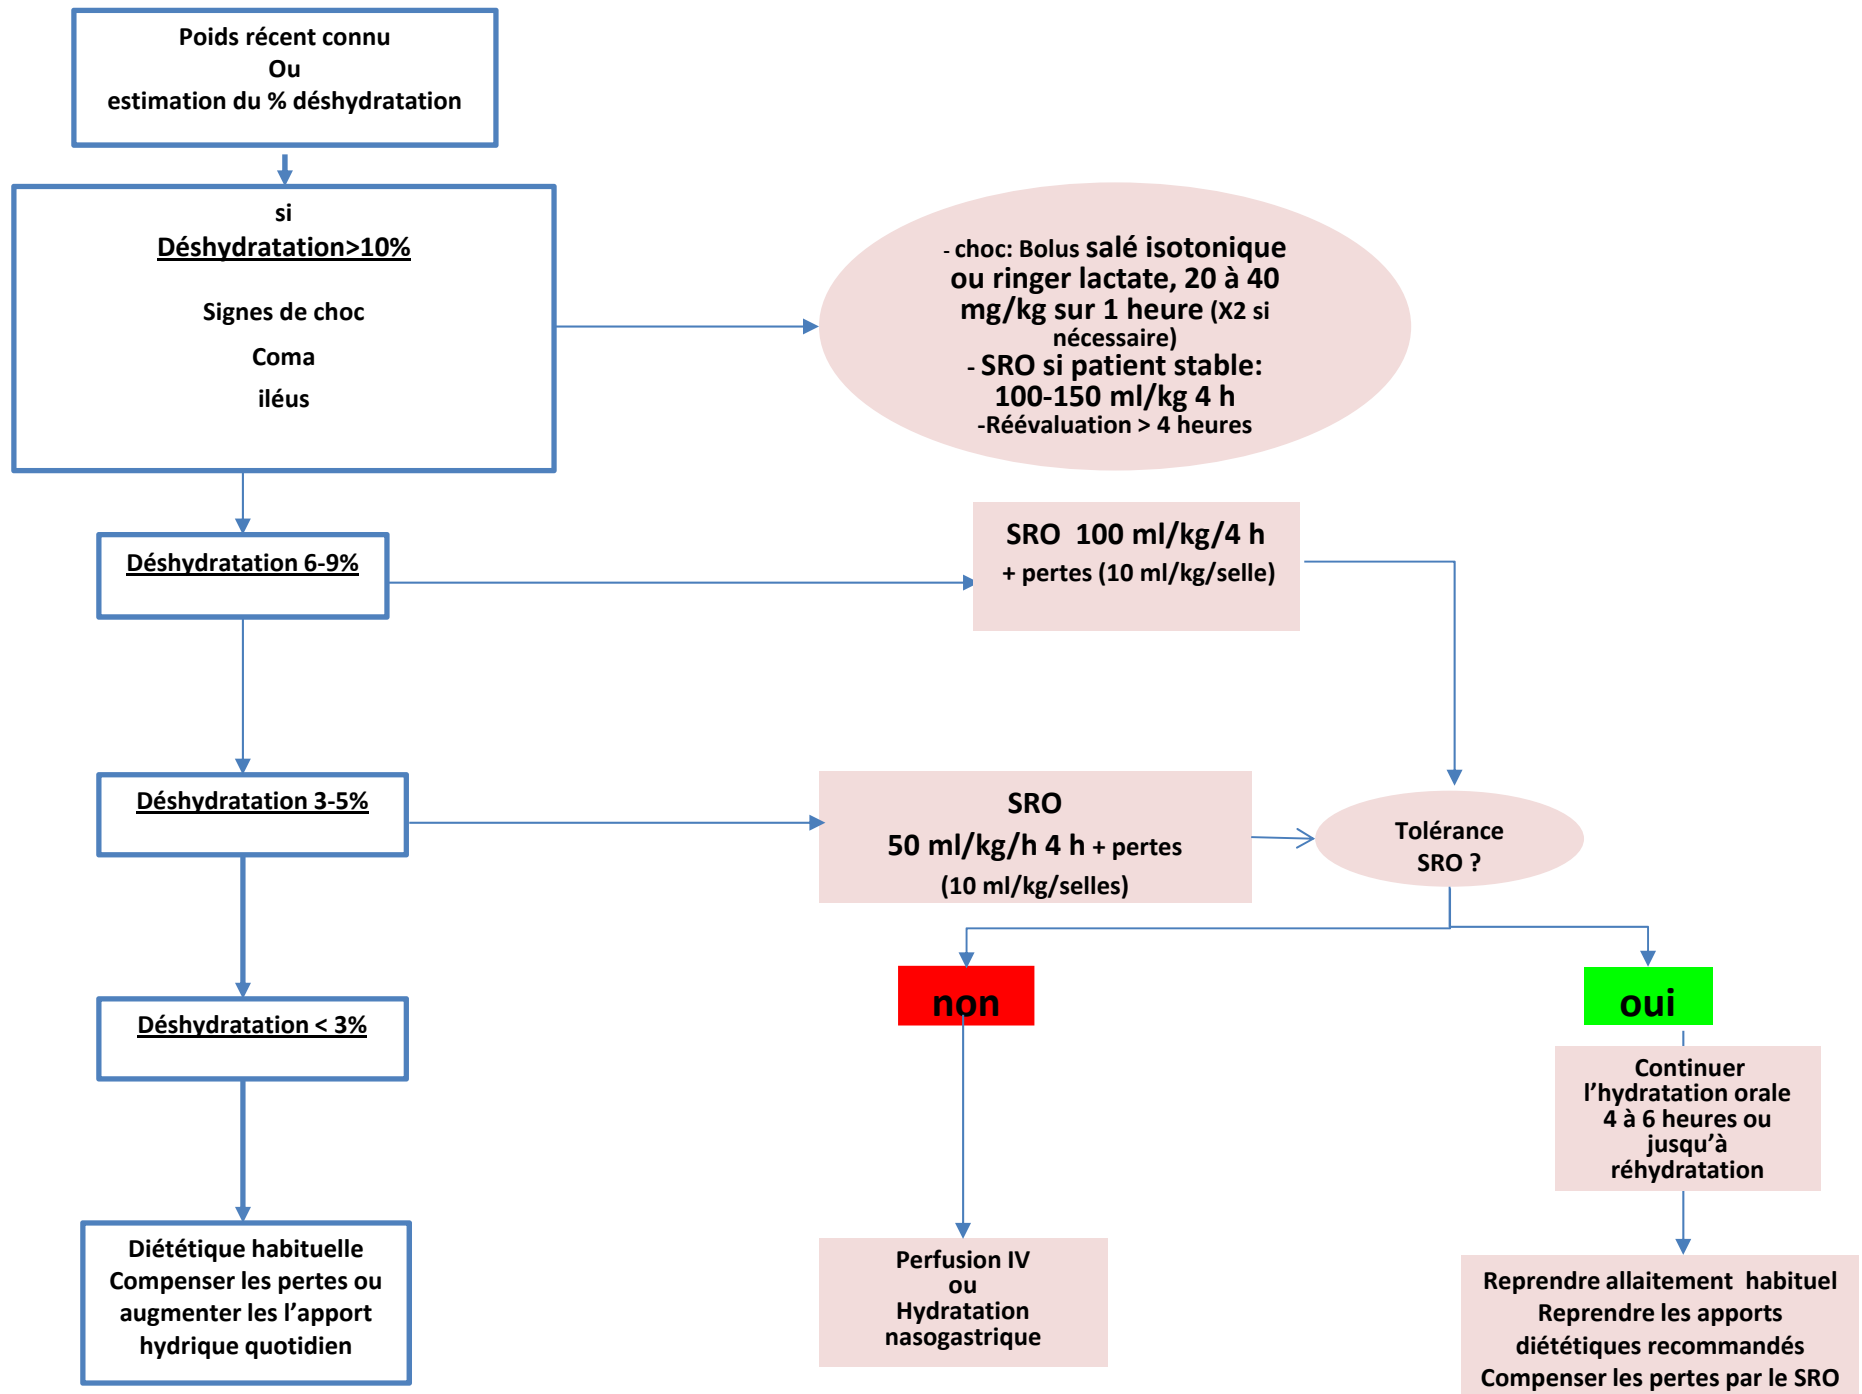 Poids récent connu
Ou
estimation du % déshydratation
si
Déshydratation>10%
Signes de choc
Coma
iléus
- choc: Bolus salé isotonique
ou ringer lactate, 20 à 40
mg/kg sur 1 heure (X2 si
nécessaire)
- SRO si patient stable:
100-150 ml/kg 4 h
-Réévaluation > 4 heures
Déshydratation 6-9%
SRO 100 ml/kg/4 h
+ pertes (10 ml/kg/selle)
Déshydratation 3-5%
SRO
50 ml/kg/h 4 h + pertes
(10 ml/kg/selles)
Tolérance
SRO ?
non
oui
Déshydratation < 3%
Continuer
l’hydratation orale
4 à 6 heures ou
jusqu’à
réhydratation
Diététique habituelle
Compenser les pertes ou
augmenter les l’apport
hydrique quotidien
Perfusion IV
ou
Hydratation
nasogastrique
Reprendre allaitement habituel
Reprendre les apports
diététiques recommandés
Compenser les pertes par le SRO